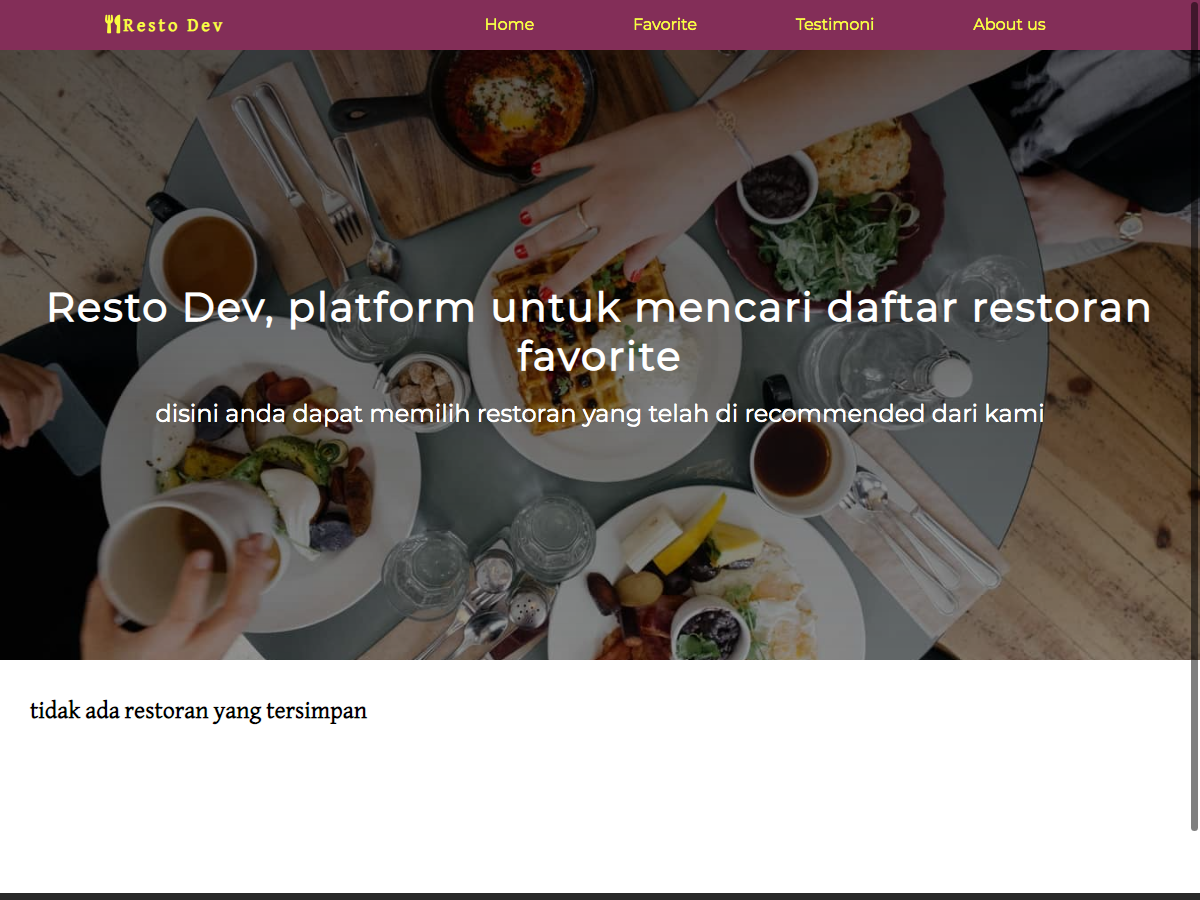 Resto Dev
Home
Favorite
Testimoni
About us
Resto Dev, platform untuk mencari daftar restoran
favorite
disini anda dapat memilih restoran yang telah di recommended dari kami
tidak ada restoran yang tersimpan